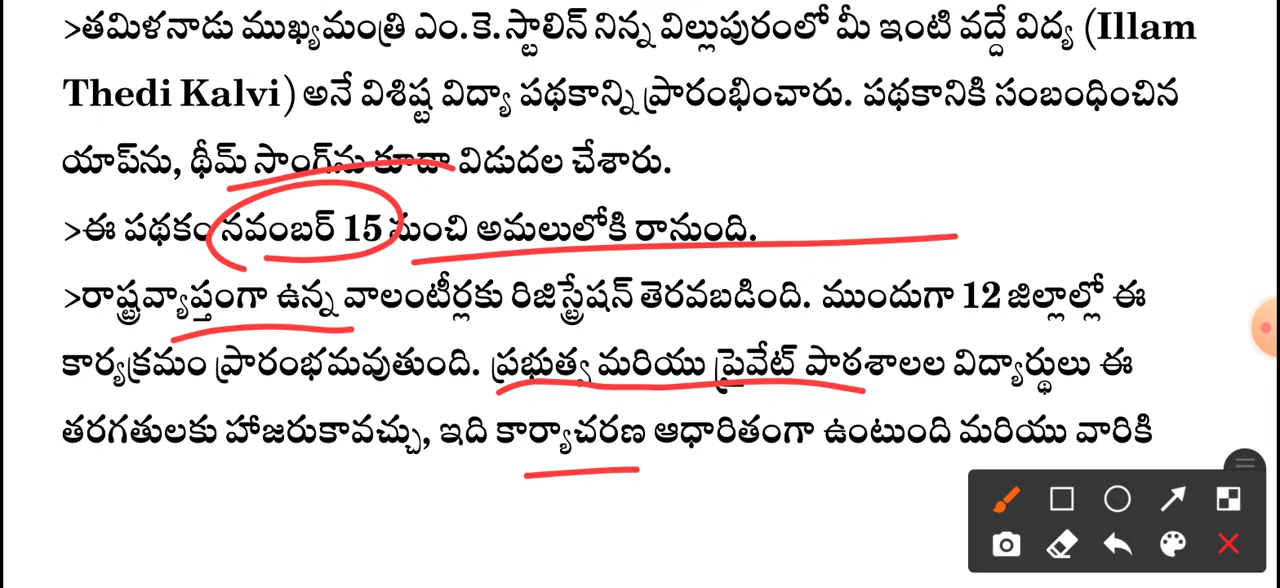 >తమిళనాడు ముఖ్యమంత్రి ఎం.కె.స్టాలిన్ నిన్న విల్లుపురంలో మీ ఇంటి వద్దే విద్య (Illam
Thedi Kalvi) అనే విశిష్ట విద్యా పథకాన్ని ప్రారంభించారు. పథకానికి సంబంధించిన
యాప్‌ను, థీమ్ సాంగ్‌ను కూడా విడుదల చేశారు.
>ఈ పథకం నవంబర్ 15 నుంచి అమలులోకి రానుంది.
>రాష్ట్రవ్యాప్తంగా ఉన్న వాలంటీర్లకు రిజిస్ట్రేషన్ తెరవబడింది. ముందుగా 12 జిల్లాల్లో ఈ
కార్యక్రమం ప్రారంభమవుతుంది. ప్రభుత్వ మరియు ప్రైవేట్ పాఠశాలల విద్యార్థులు ఈ
తరగతులకు హాజరుకావచ్చు, ఇది కార్యాచరణ ఆధారితంగా ఉంటుంది మరియు వారికి